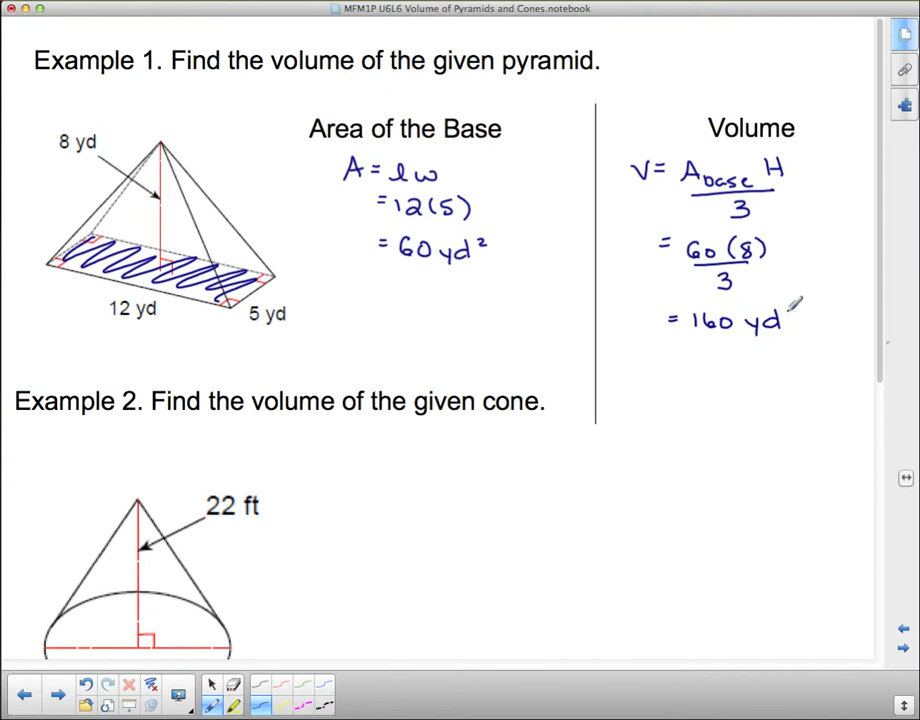 MFM1P U6L6 Volume of Pyramids and Cones.notebook
Example 1. Find the volume of the given pyramid.
8 yd
12 yd
5 yd
Area of the Base
A = lw
= 12(5)
= 60 yd²
Volume
V = A base H
3
= 60 (8)
3
= 160 yd
Example 2. Find the volume of the given cone.
22 ft